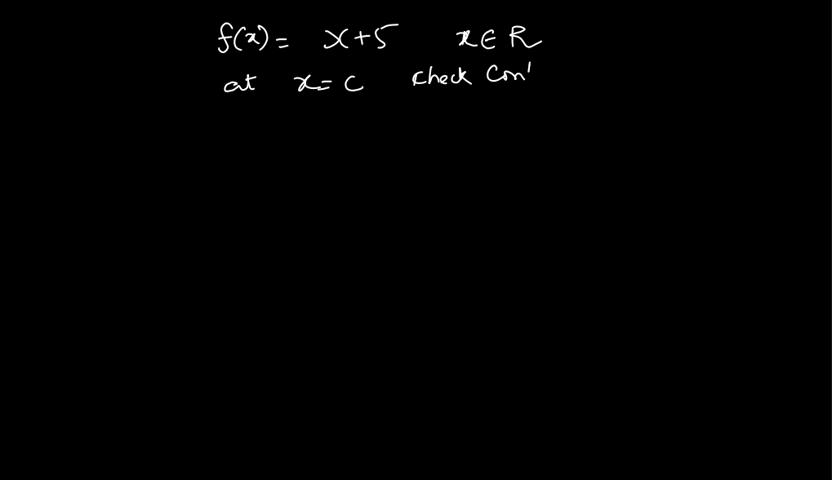 f(x) = x+5 x∈R
at x=c check Con'